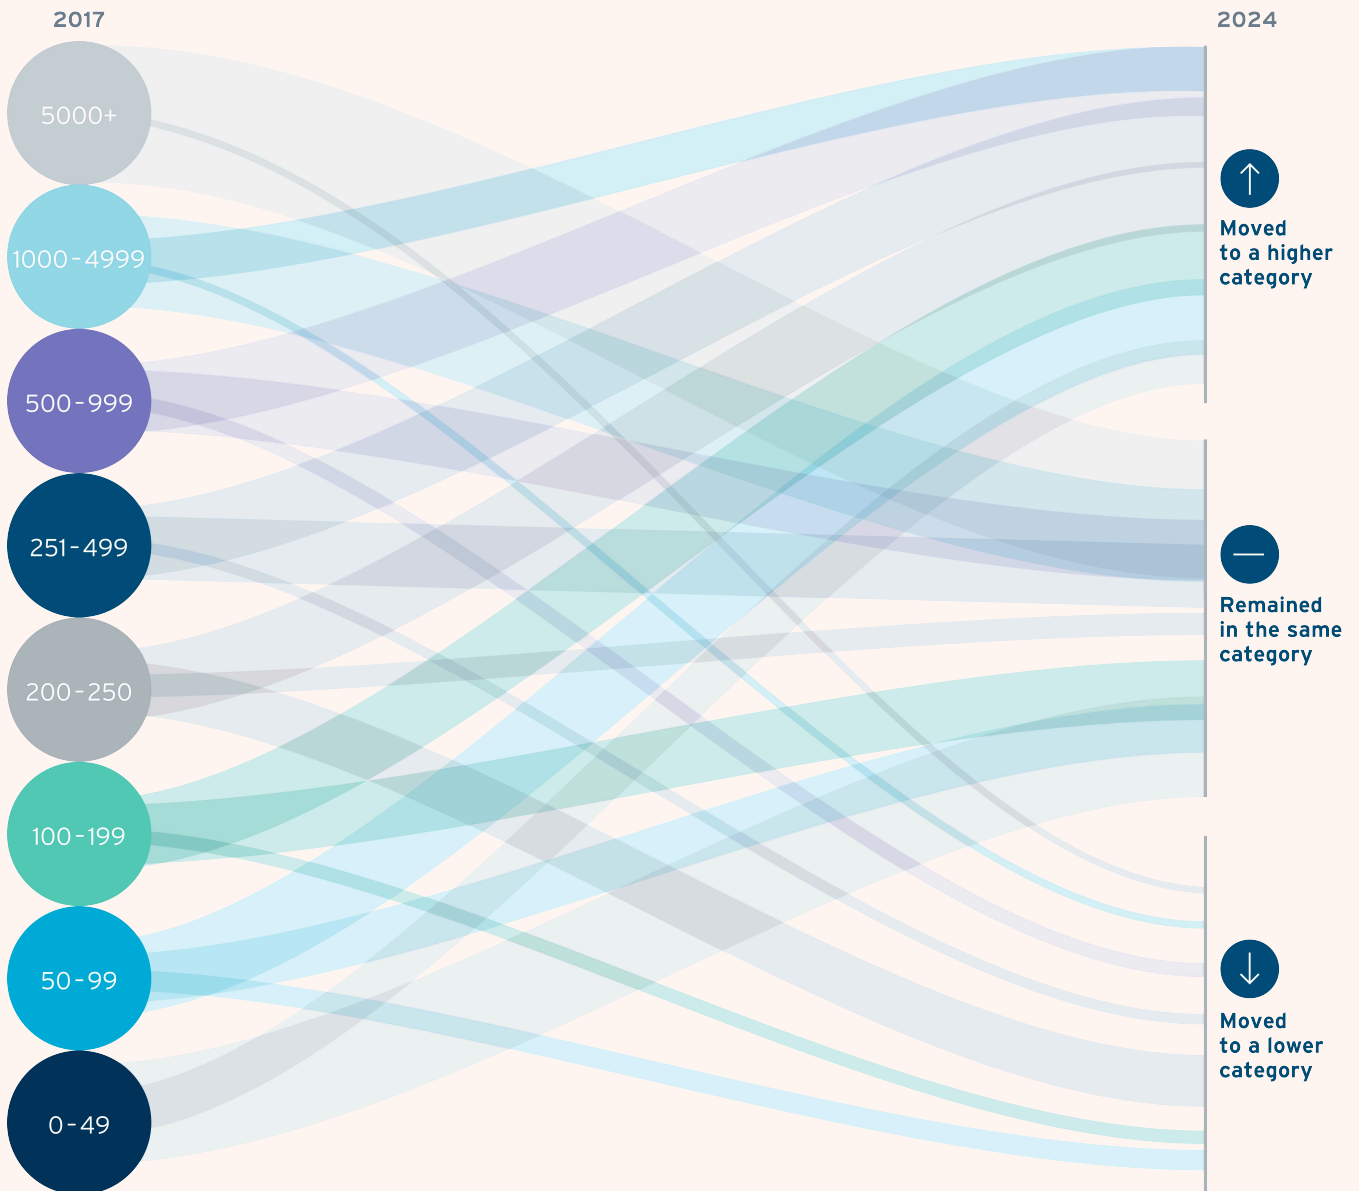 2017
2024
5000+
1000-4999
500-999
251-499
200-250
100-199
50-99
0-49
Moved
to a higher
category
Remained
in the same
category
Moved
to a lower
category